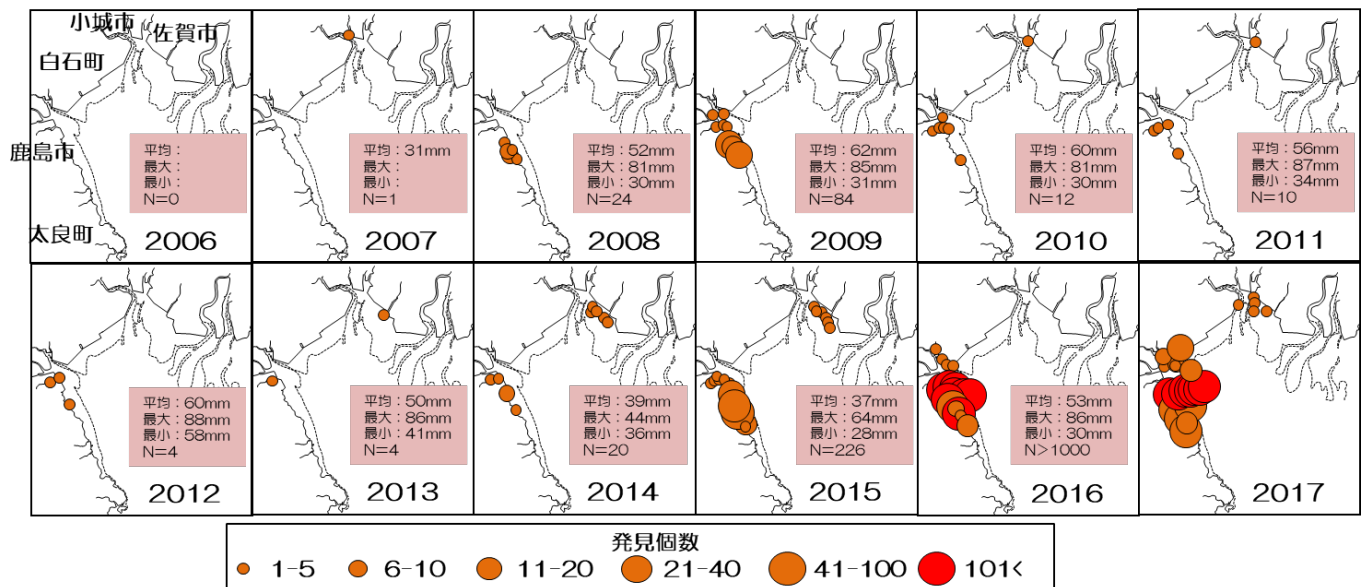 小城市
佐賀市
白石町
鹿島市
太良町
平均：
最大：
最小：
N=0
2006
平均：31mm
最大：
最小：
N=1
2007
平均：52mm
最大：81mm
最小：30mm
N=24
2008
平均：62mm
最大：85mm
最小：31mm
N=84
2009
平均：60mm
最大：81mm
最小：30mm
N=12
2010
平均：56mm
最大：87mm
最小：34mm
N=10
2011
平均：60mm
最大：88mm
最小：58mm
N=4
2012
平均：50mm
最大：86mm
最小：41mm
N=4
2013
平均：39mm
最大：44mm
最小：36mm
N=20
2014
平均：37mm
最大：64mm
最小：28mm
N=226
2015
平均：53mm
最大：86mm
最小：30mm
N>1000
2016
2017
発見個数
1-5 6-10 11-20 21-40 41-100 101<